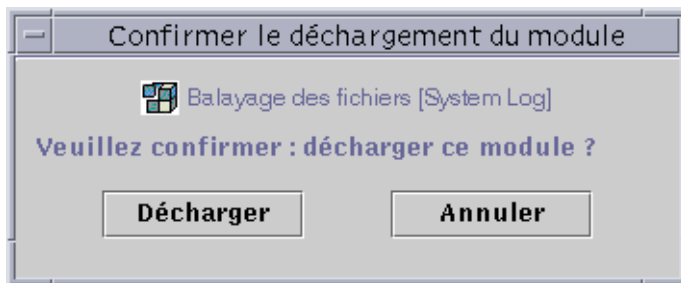 Confirmer le déchargement du module
Balayage des fichiers [System Log]
Veuillez confirmer : décharger ce module ?
Décharger
Annuler